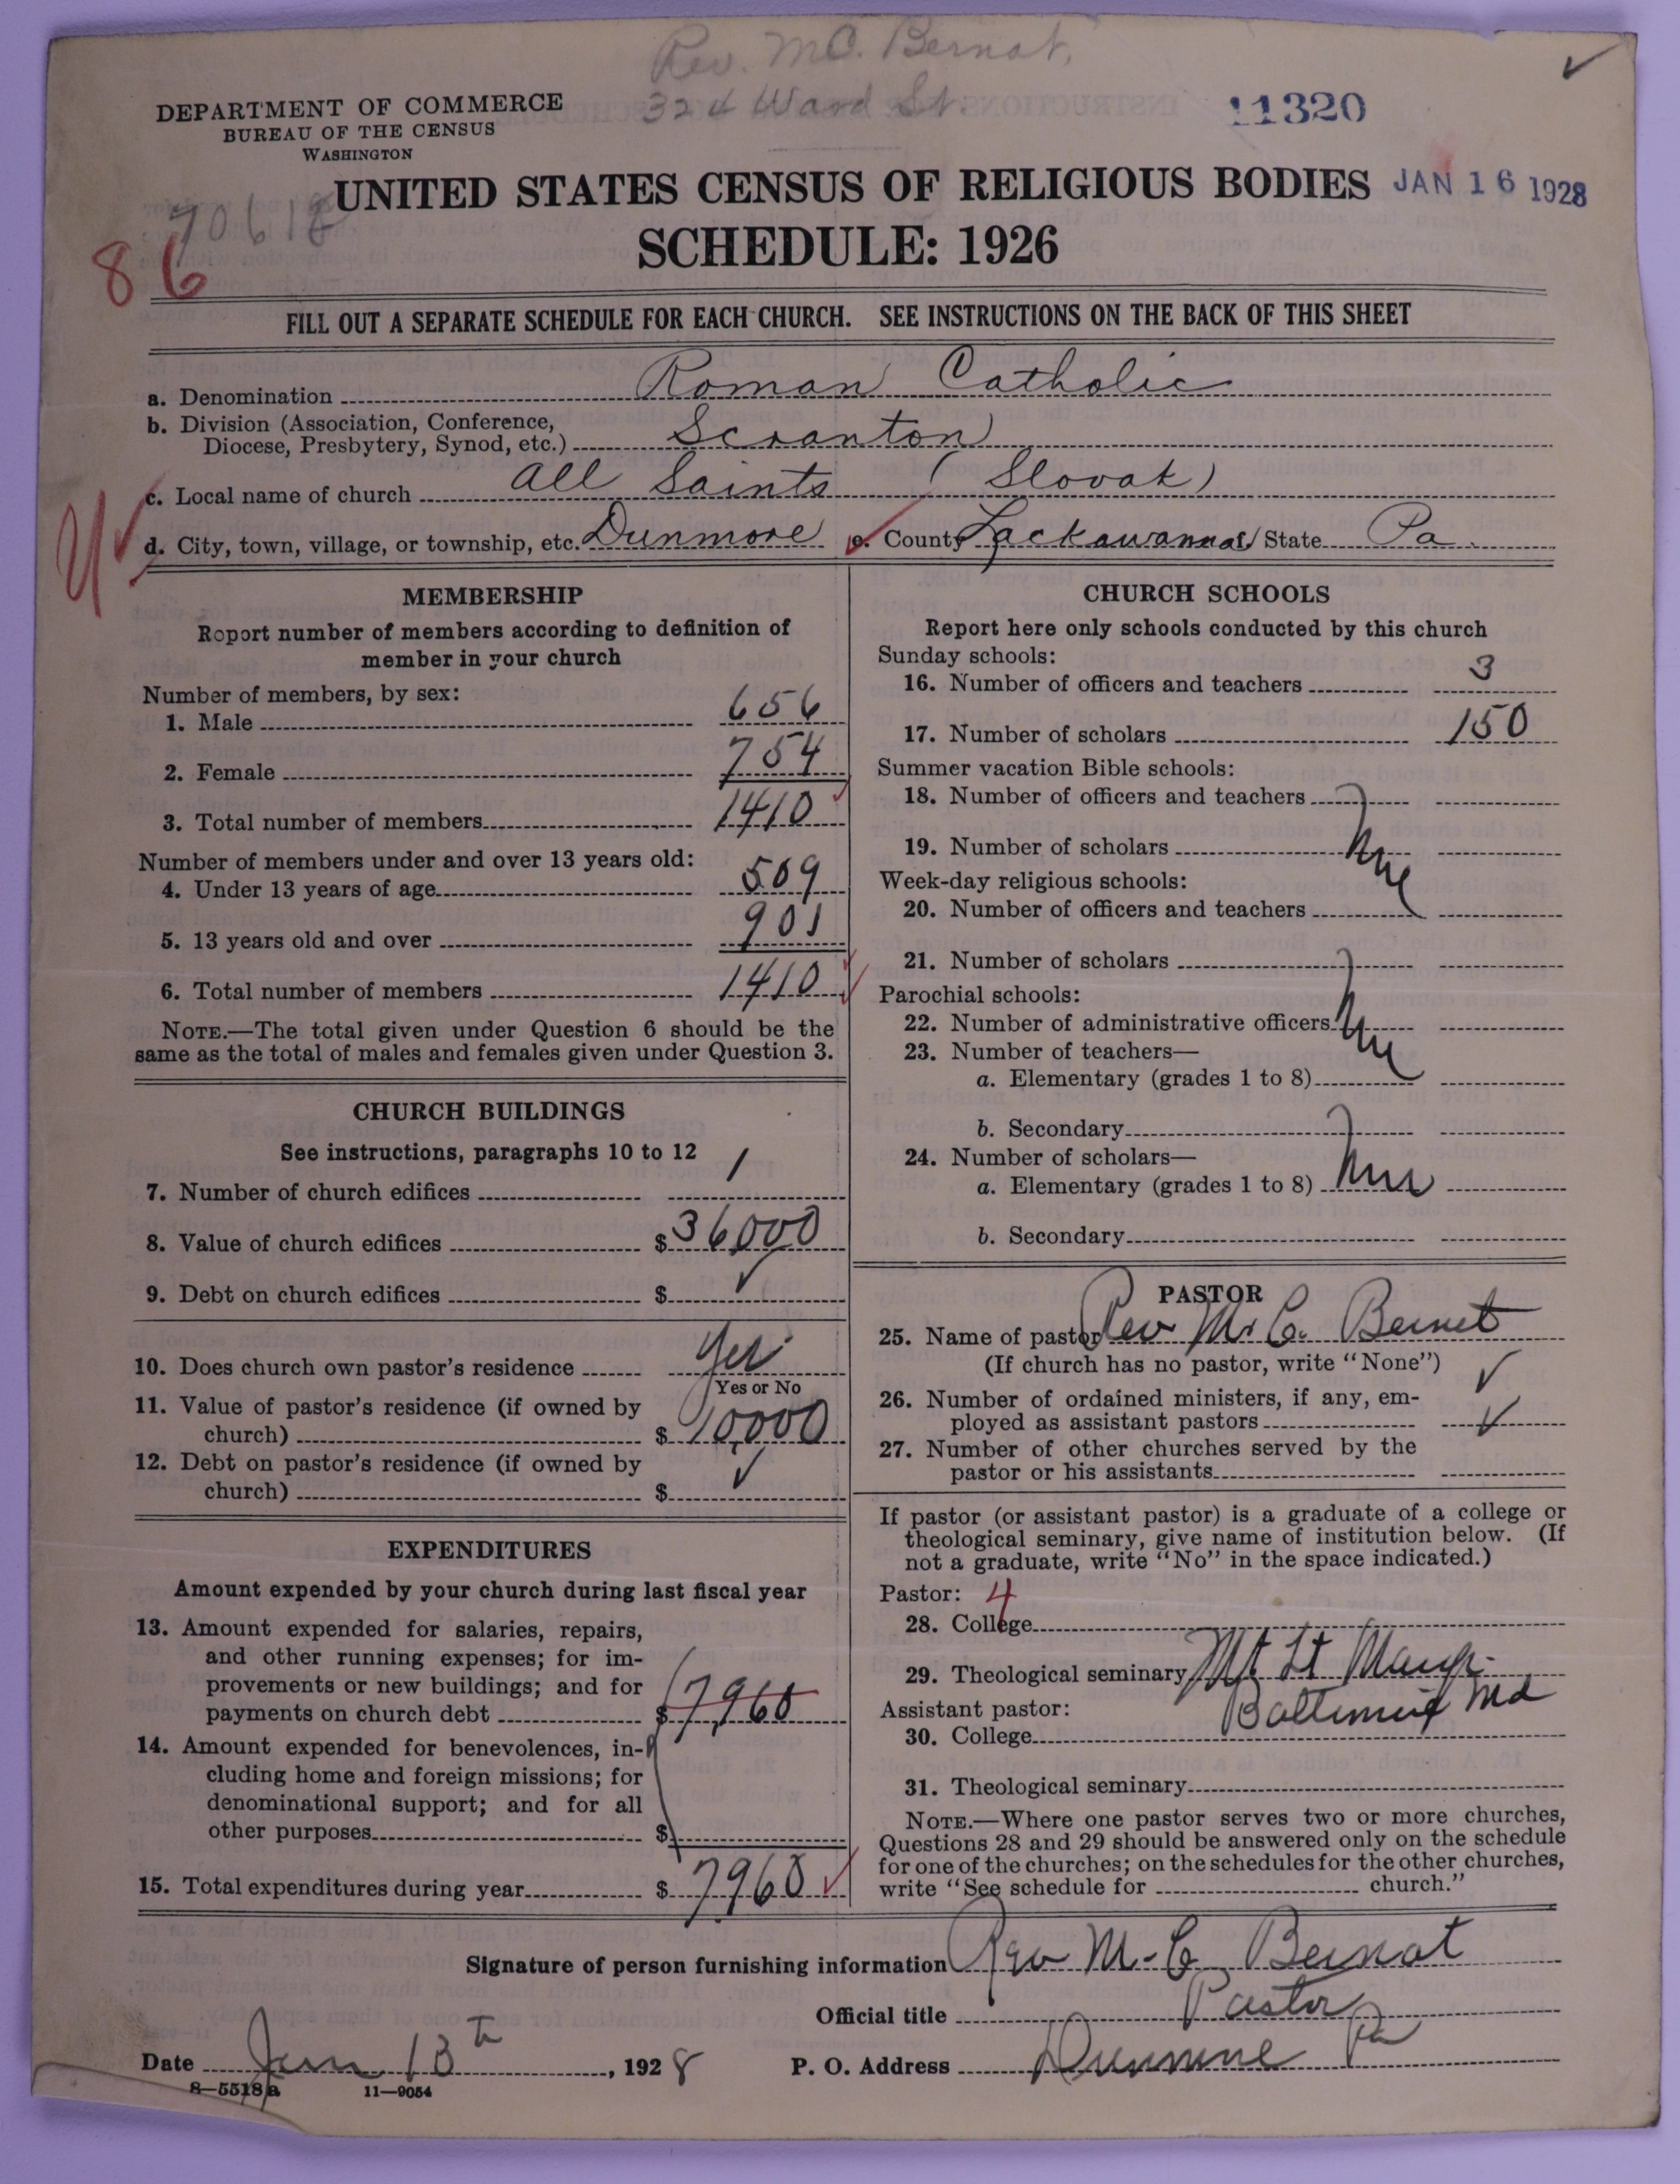 Rev. M.C. Bernat,
324 Ward St.
11320
DEPARTMENT OF COMMERCE
BUREAU OF THE CENSUS
WASHINGTON
UNITED STATES CENSUS OF RELIGIOUS BODIES JAN 16 1928
70618
SCHEDULE: 1926
86
FILL OUT A SEPARATE SCHEDULE FOR EACH CHURCH. SEE INSTRUCTIONS ON THE BACK OF THIS SHEET
a. Denomination Roman Catholic
b. Division (Association, Conference,
Diocese, Presbytery, Synod, etc.) Scranton
c. Local name of church All Saints (Slovak)
d. City, town, village, or township, etc. Dunmore e. County Lackawanna State Pa
MEMBERSHIP
Report number of members according to definition of
member in your church
Number of members, by sex:
1. Male 656
2. Female 754
3. Total number of members 1410
Number of members under and over 13 years old:
4. Under 13 years of age 509
5. 13 years old and over 901
6. Total number of members 1410
NOTE.—The total given under Question 6 should be the
same as the total of males and females given under Question 3.
CHURCH BUILDINGS
See instructions, paragraphs 10 to 12
7. Number of church edifices 1
8. Value of church edifices $ 36000
9. Debt on church edifices $ ✓
10. Does church own pastor's residence Yes
Yes or No
11. Value of pastor's residence (if owned by
church) $ 10,000
12. Debt on pastor's residence (if owned by
church) $ ✓
EXPENDITURES
Amount expended by your church during last fiscal year
13. Amount expended for salaries, repairs,
and other running expenses; for im-
provements or new buildings; and for
payments on church debt $ 7,960
14. Amount expended for benevolences, in-
cluding home and foreign missions; for
denominational support; and for all
other purposes $
15. Total expenditures during year $ 7960
CHURCH SCHOOLS
Report here only schools conducted by this church
Sunday schools:
16. Number of officers and teachers 3
17. Number of scholars 150
Summer vacation Bible schools:
18. Number of officers and teachers
19. Number of scholars
Week-day religious schools:
20. Number of officers and teachers
21. Number of scholars
Parochial schools:
22. Number of administrative officers
23. Number of teachers—
a. Elementary (grades 1 to 8)
b. Secondary
24. Number of scholars—
a. Elementary (grades 1 to 8)
b. Secondary
PASTOR
25. Name of pastor Rev M. C. Bernat
(If church has no pastor, write "None")
26. Number of ordained ministers, if any, em-
ployed as assistant pastors ✓
27. Number of other churches served by the
pastor or his assistants
If pastor (or assistant pastor) is a graduate of a college or
theological seminary, give name of institution below. (If
not a graduate, write "No" in the space indicated.)
Pastor: 4
28. College
29. Theological seminary Mt St Marys
Assistant pastor: Baltimore Md
30. College
31. Theological seminary
NOTE.—Where one pastor serves two or more churches,
Questions 28 and 29 should be answered only on the schedule
for one of the churches; on the schedules for the other churches,
write "See schedule for church."
Signature of person furnishing information Rev M. C. Bernat
Official title Pastor
Date Jan 13th, 1928 P. O. Address Dunmore Pa
8—5518a 11—9054